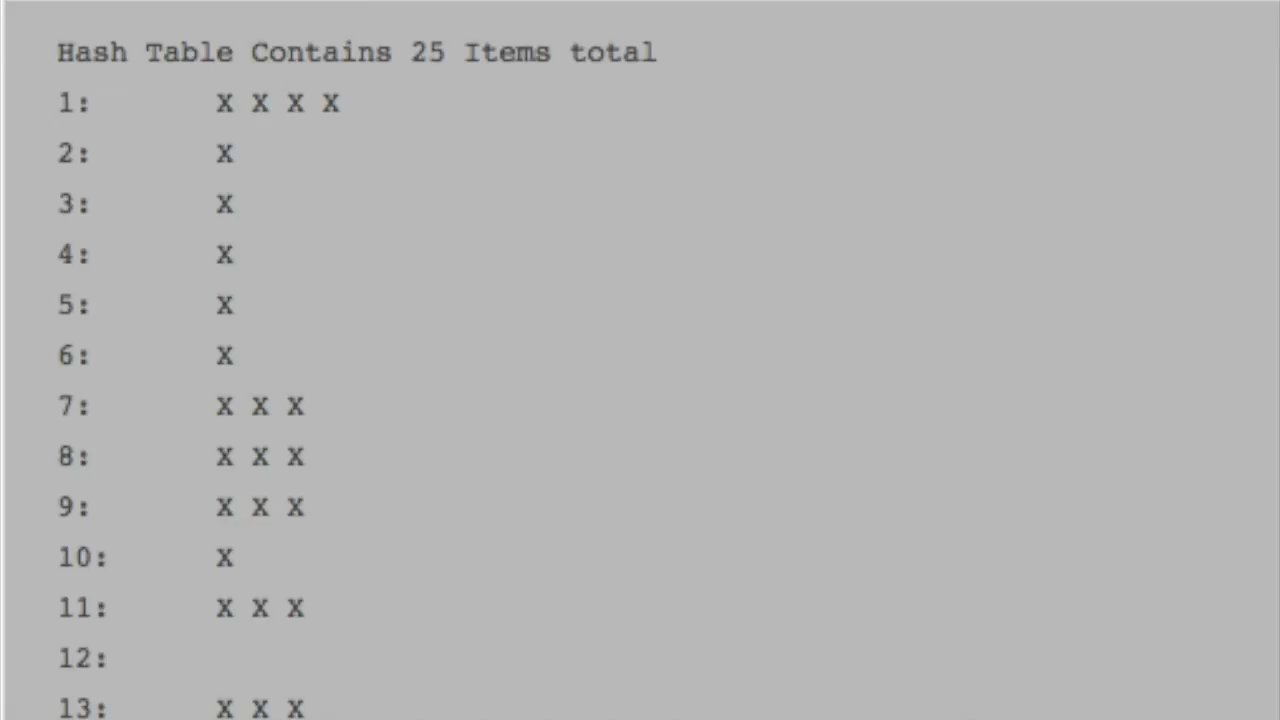 Hash Table Contains 25 Items total
1: X X X X
2: X
3: X
4: X
5: X
6: X
7: X X X
8: X X X
9: X X X
10: X
11: X X X
12:
13: X X X